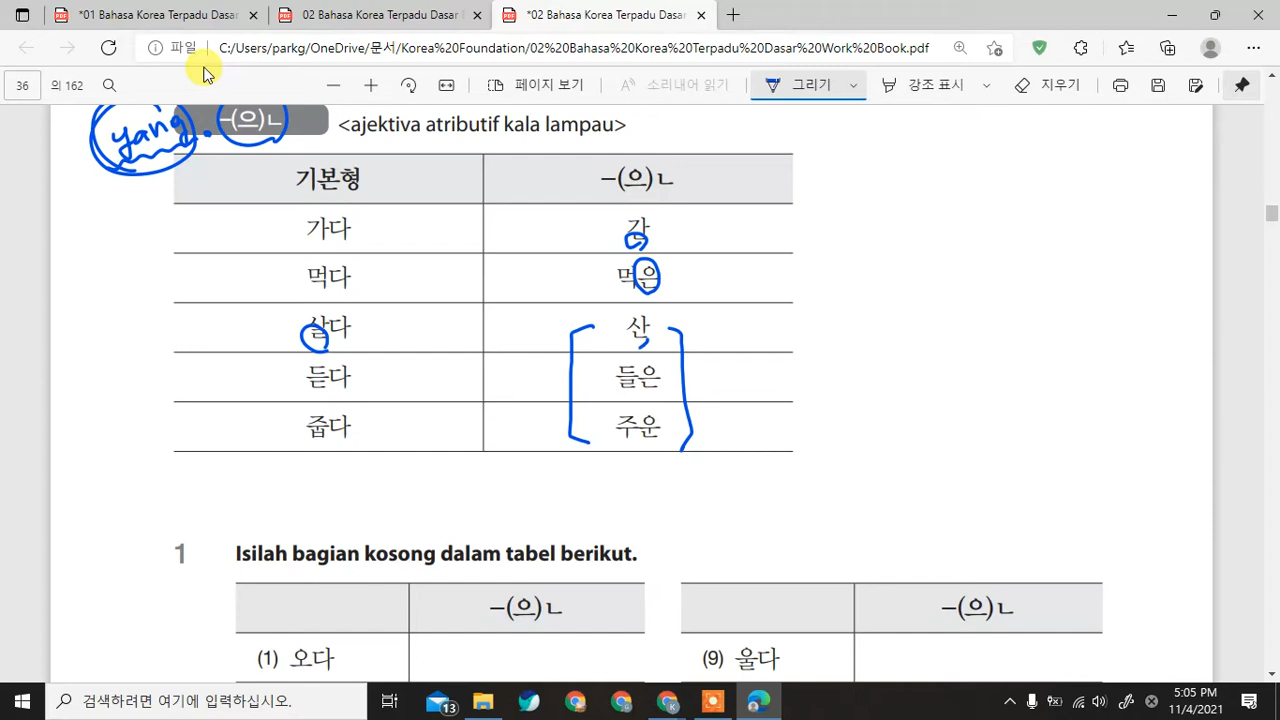 *01 Bahasa Korea Terpadu Dasar
02 Bahasa Korea Terpadu Dasar
*02 Bahasa Korea Terpadu Dasar
파일 C:/Users/parkg/OneDrive/문서/Korea%20Foundation/02%20Bahasa%20Korea%20Terpadu%20Dasar%20Work%20Book.pdf
36 의 162 페이지 보기 소리내어 읽기 그리기 강조 표시 지우기
yang. -(으)ㄴ <ajektiva atributif kala lampau>
기본형 -(으)ㄴ
가다 간
먹다 먹은
살다 산
듣다 들은
줍다 주운
1 Isilah bagian kosong dalam tabel berikut.
-(으)ㄴ -(으)ㄴ
(1) 오다 (9) 울다
검색하려면 여기에 입력하십시오.
13
5:05 PM
11/4/2021